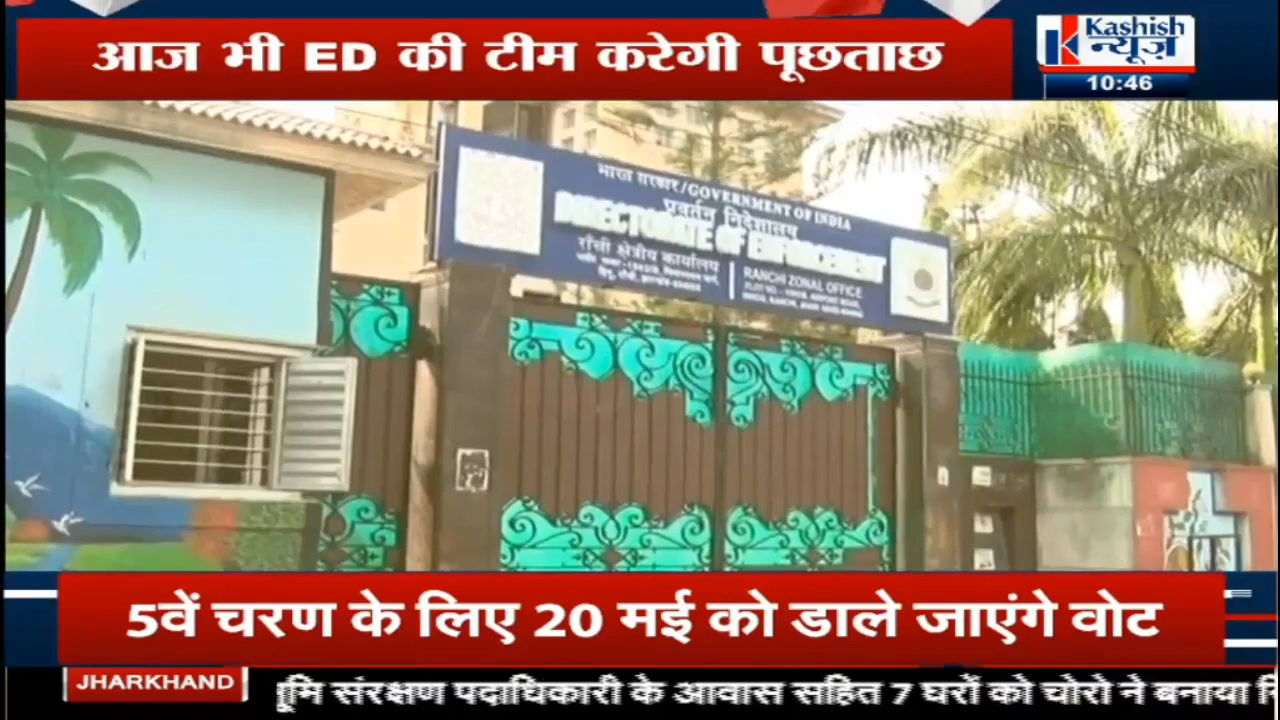 आज भी ED की टीम करेगी पूछताछ
Kashish
न्यूज़
10:46
भारत सरकार/GOVERNMENT OF INDIA
प्रवर्तन निदेशालय
DIRECTORATE OF ENFORCEMENT
राँची क्षेत्रीय कार्यालय
RANCHI ZONAL OFFICE
5वें चरण के लिए 20 मई को डाले जाएंगे वोट
JHARKHAND
संरक्षण पदाधिकारी के आवास सहित 7 घरों को चोरो ने बनाया